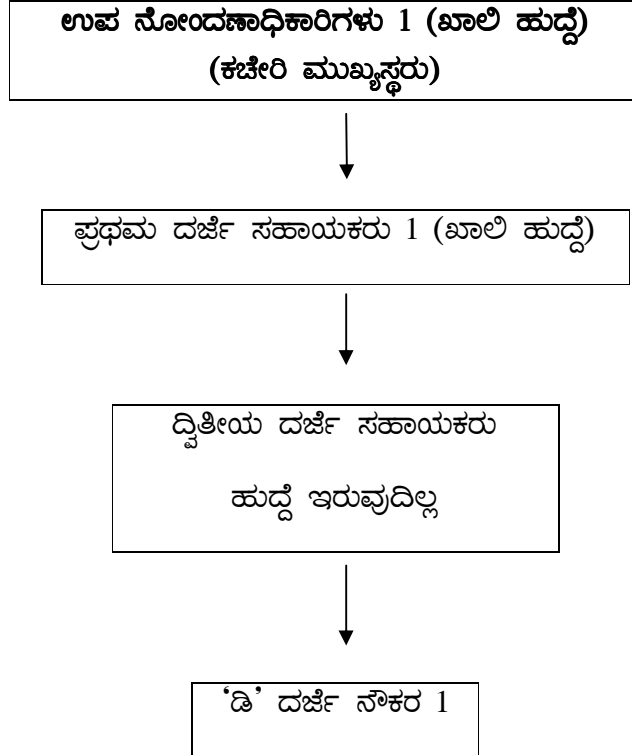 ಉಪ ನೋಂದಣಾಧಿಕಾರಿಗಳು 1 (ಖಾಲಿ ಹುದ್ದೆ)
(ಕಚೇರಿ ಮುಖ್ಯಸ್ಥರು)
ಪ್ರಥಮ ದರ್ಜೆ ಸಹಾಯಕರು 1 (ಖಾಲಿ ಹುದ್ದೆ)
ದ್ವಿತೀಯ ದರ್ಜೆ ಸಹಾಯಕರು
ಹುದ್ದೆ ಇರುವುದಿಲ್ಲ
‘ಡಿ’ ದರ್ಜೆ ನೌಕರ 1